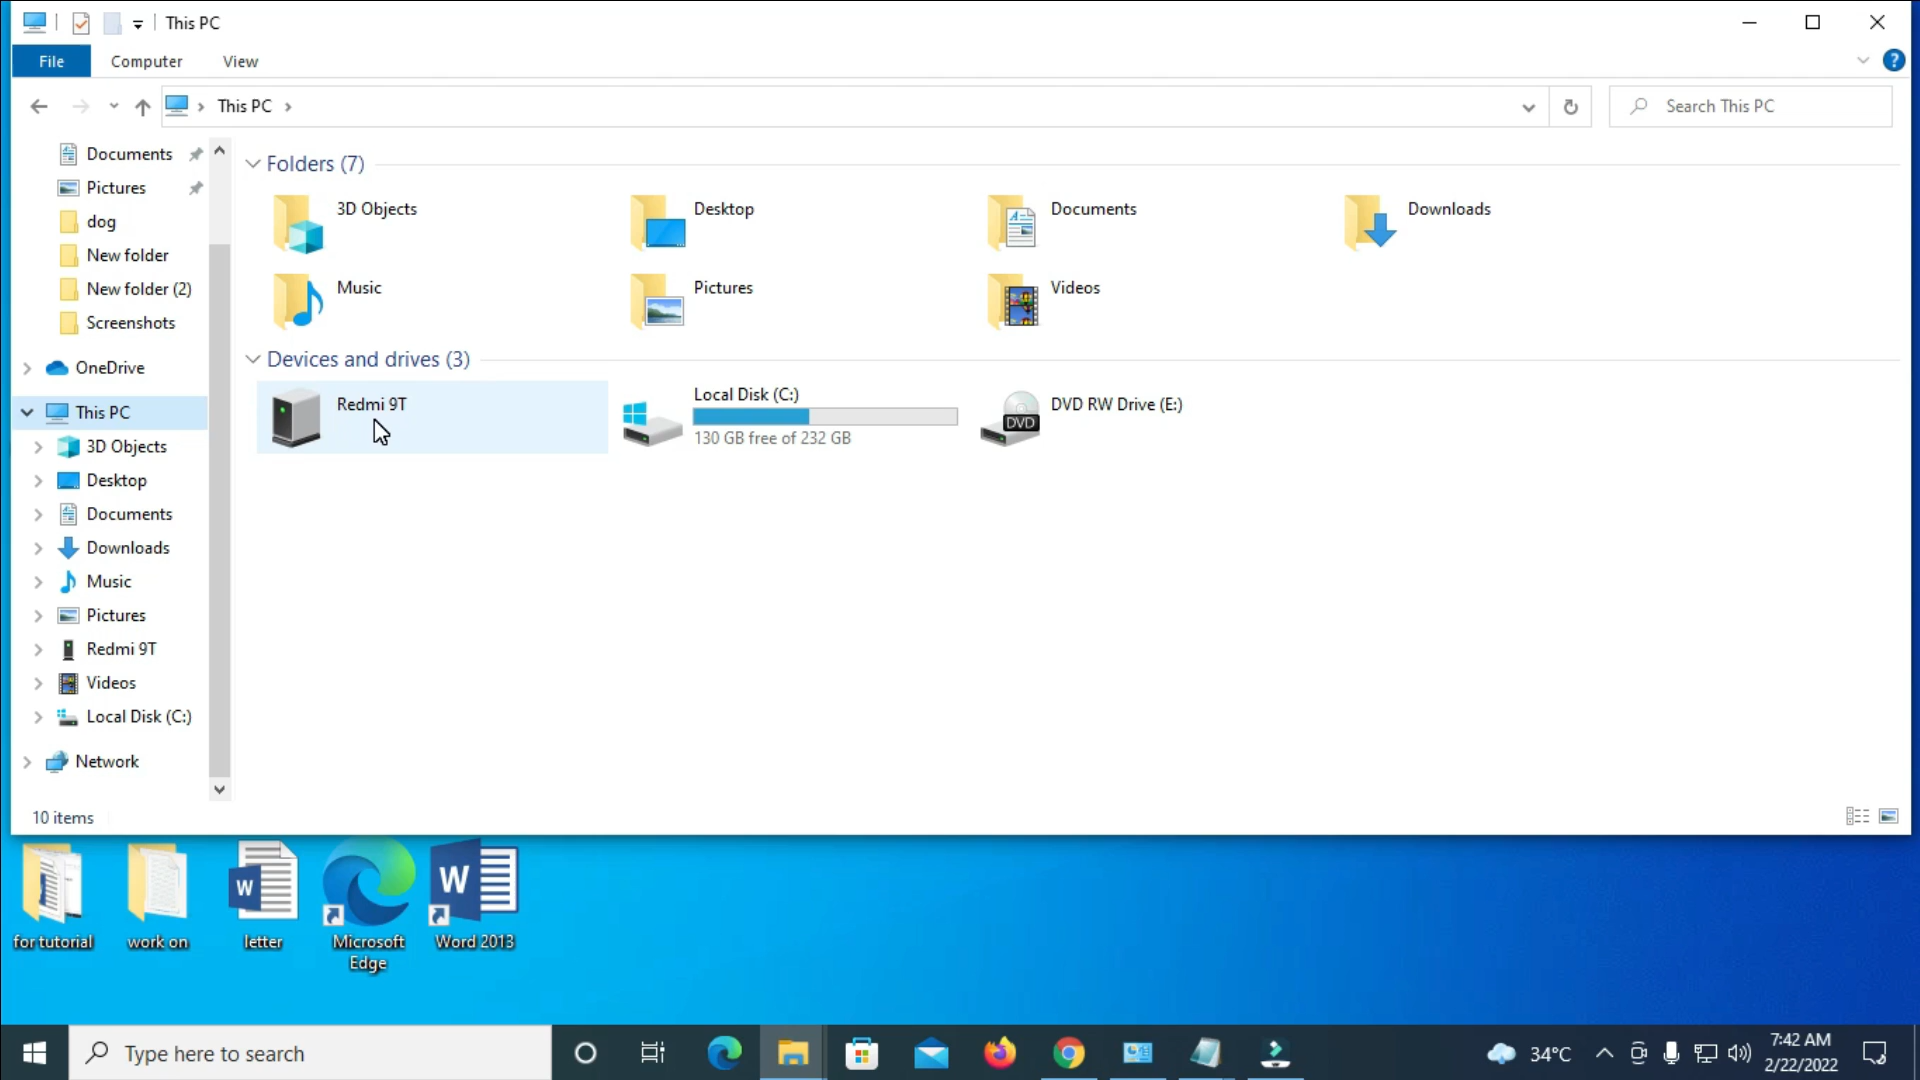 This PC
File
Computer
View
This PC
Search This PC
Documents
Pictures
dog
New folder
New folder (2)
Screenshots
OneDrive
This PC
3D Objects
Desktop
Documents
Downloads
Music
Pictures
Redmi 9T
Videos
Local Disk (C:)
Network
Folders (7)
3D Objects
Desktop
Documents
Downloads
Music
Pictures
Videos
Devices and drives (3)
Redmi 9T
Local Disk (C:)
130 GB free of 232 GB
DVD RW Drive (E:)
DVD
10 items
for tutorial
work on
letter
Microsoft
Edge
Word 2013
Type here to search
34°C
7:42 AM
2/22/2022